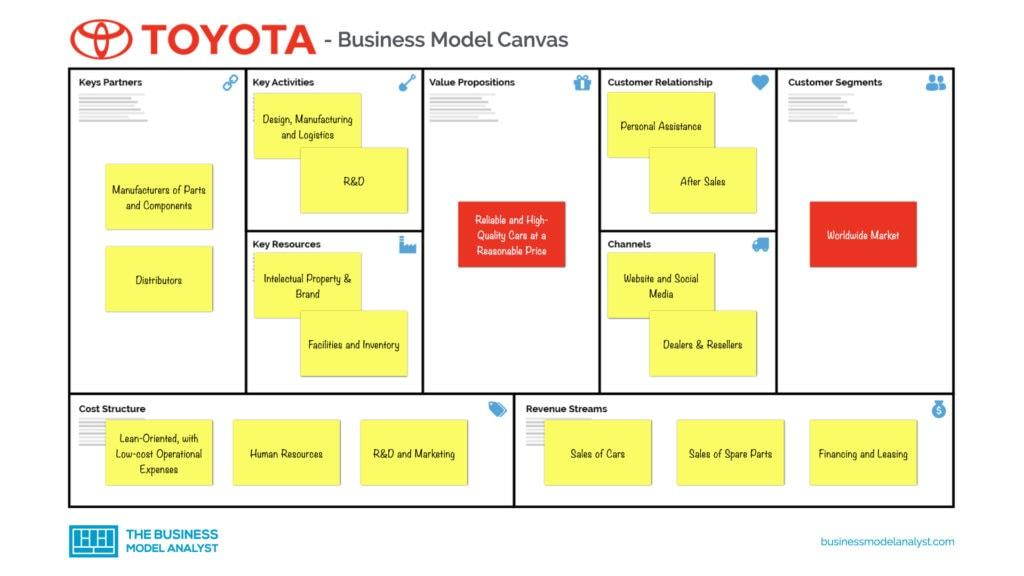 TOYOTA - Business Model Canvas
Keys Partners
Manufacturers of Parts
and Components
Distributors
Key Activities
Design, Manufacturing
and Logistics
R&D
Key Resources
Intelectual Property &
Brand
Facilities and Inventory
Value Propositions
Reliable and High-
Quality Cars at a
Reasonable Price
Customer Relationship
Personal Assistance
After Sales
Channels
Website and Social
Media
Dealers & Resellers
Customer Segments
Worldwide Market
Cost Structure
Lean-Oriented, with
Low-cost Operational
Expenses
Human Resources
R&D and Marketing
Revenue Streams
$
Sales of Cars
Sales of Spare Parts
Financing and Leasing
THE BUSINESS
MODEL ANALYST
businessmodelanalyst.com